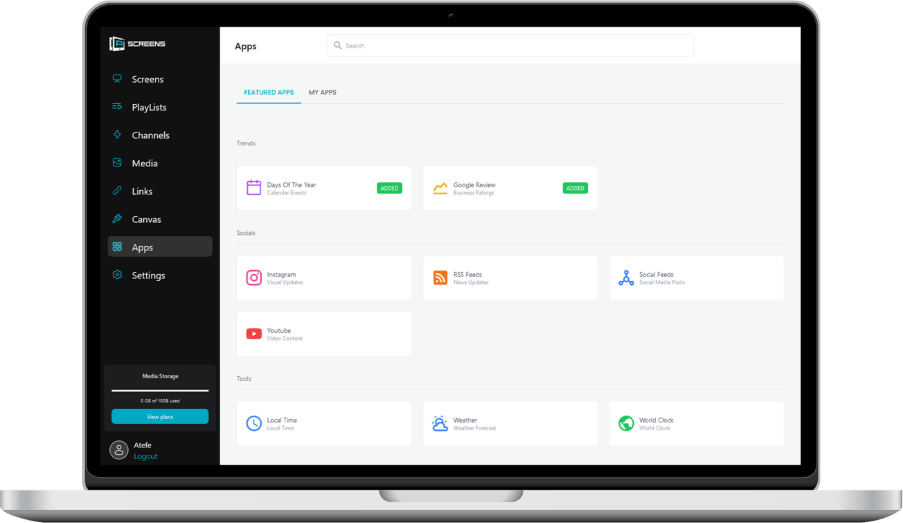 SCREENS
Apps
Search
Screens
PlayLists
Channels
Media
Links
Canvas
Apps
Settings
FEATURED APPS
MY APPS
Trends
Days Of The Year
Calendar Events
ADDED
Google Review
Business Ratings
ADDED
Socials
Instagram
Visual Updates
RSS Feeds
News Updates
Social Feeds
Social Media Posts
Youtube
Video Content
Tools
Local Time
Local Time
Weather
Weather Forecast
World Clock
World Clock
Media Storage
0 GB of 10GB used
View plans
Atefe
Logout